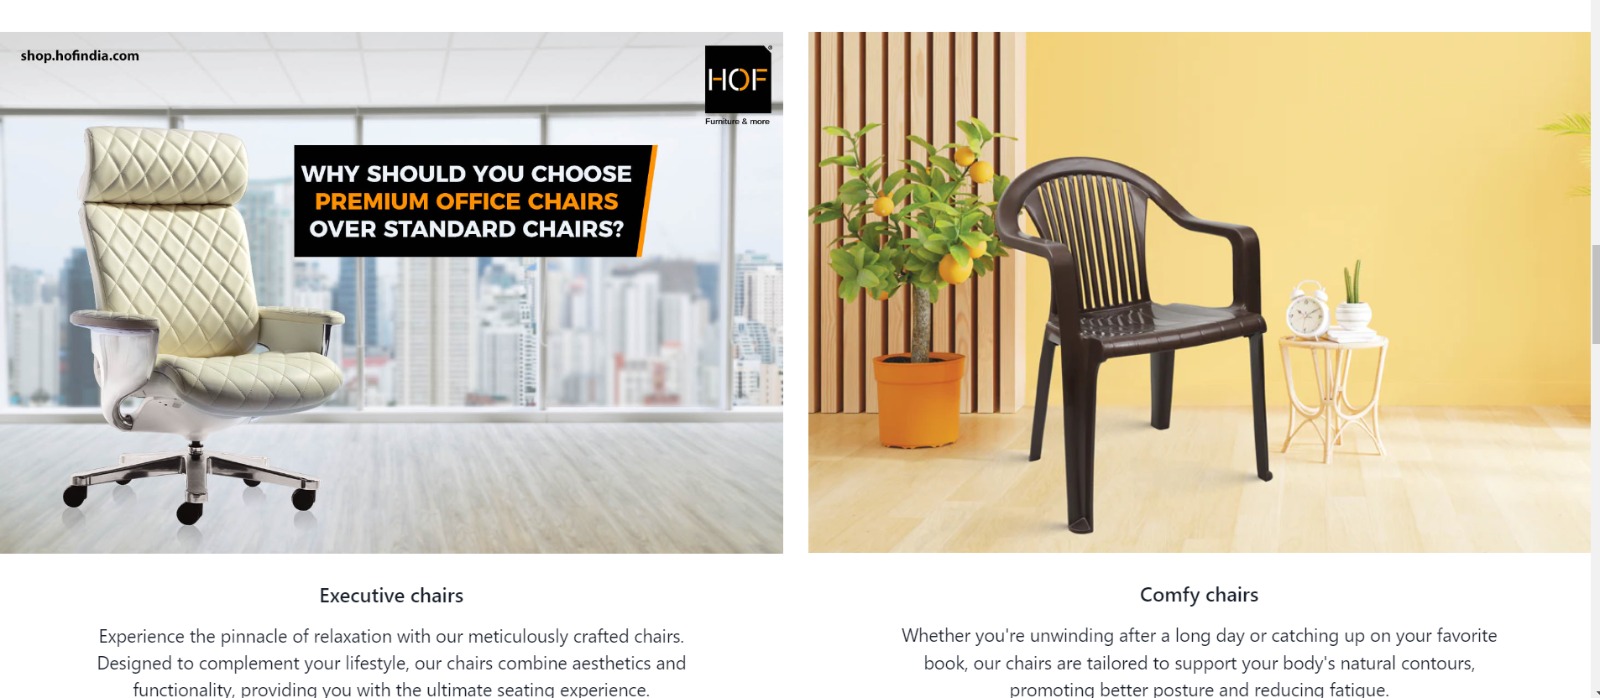 shop.hofindia.com
HOF
Furniture & more
WHY SHOULD YOU CHOOSE
PREMIUM OFFICE CHAIRS
OVER STANDARD CHAIRS?
Executive chairs
Experience the pinnacle of relaxation with our meticulously crafted chairs.
Designed to complement your lifestyle, our chairs combine aesthetics and
functionality, providing you with the ultimate seating experience.
Comfy chairs
Whether you're unwinding after a long day or catching up on your favorite
book, our chairs are tailored to support your body's natural contours,
promoting better posture and reducing fatigue.